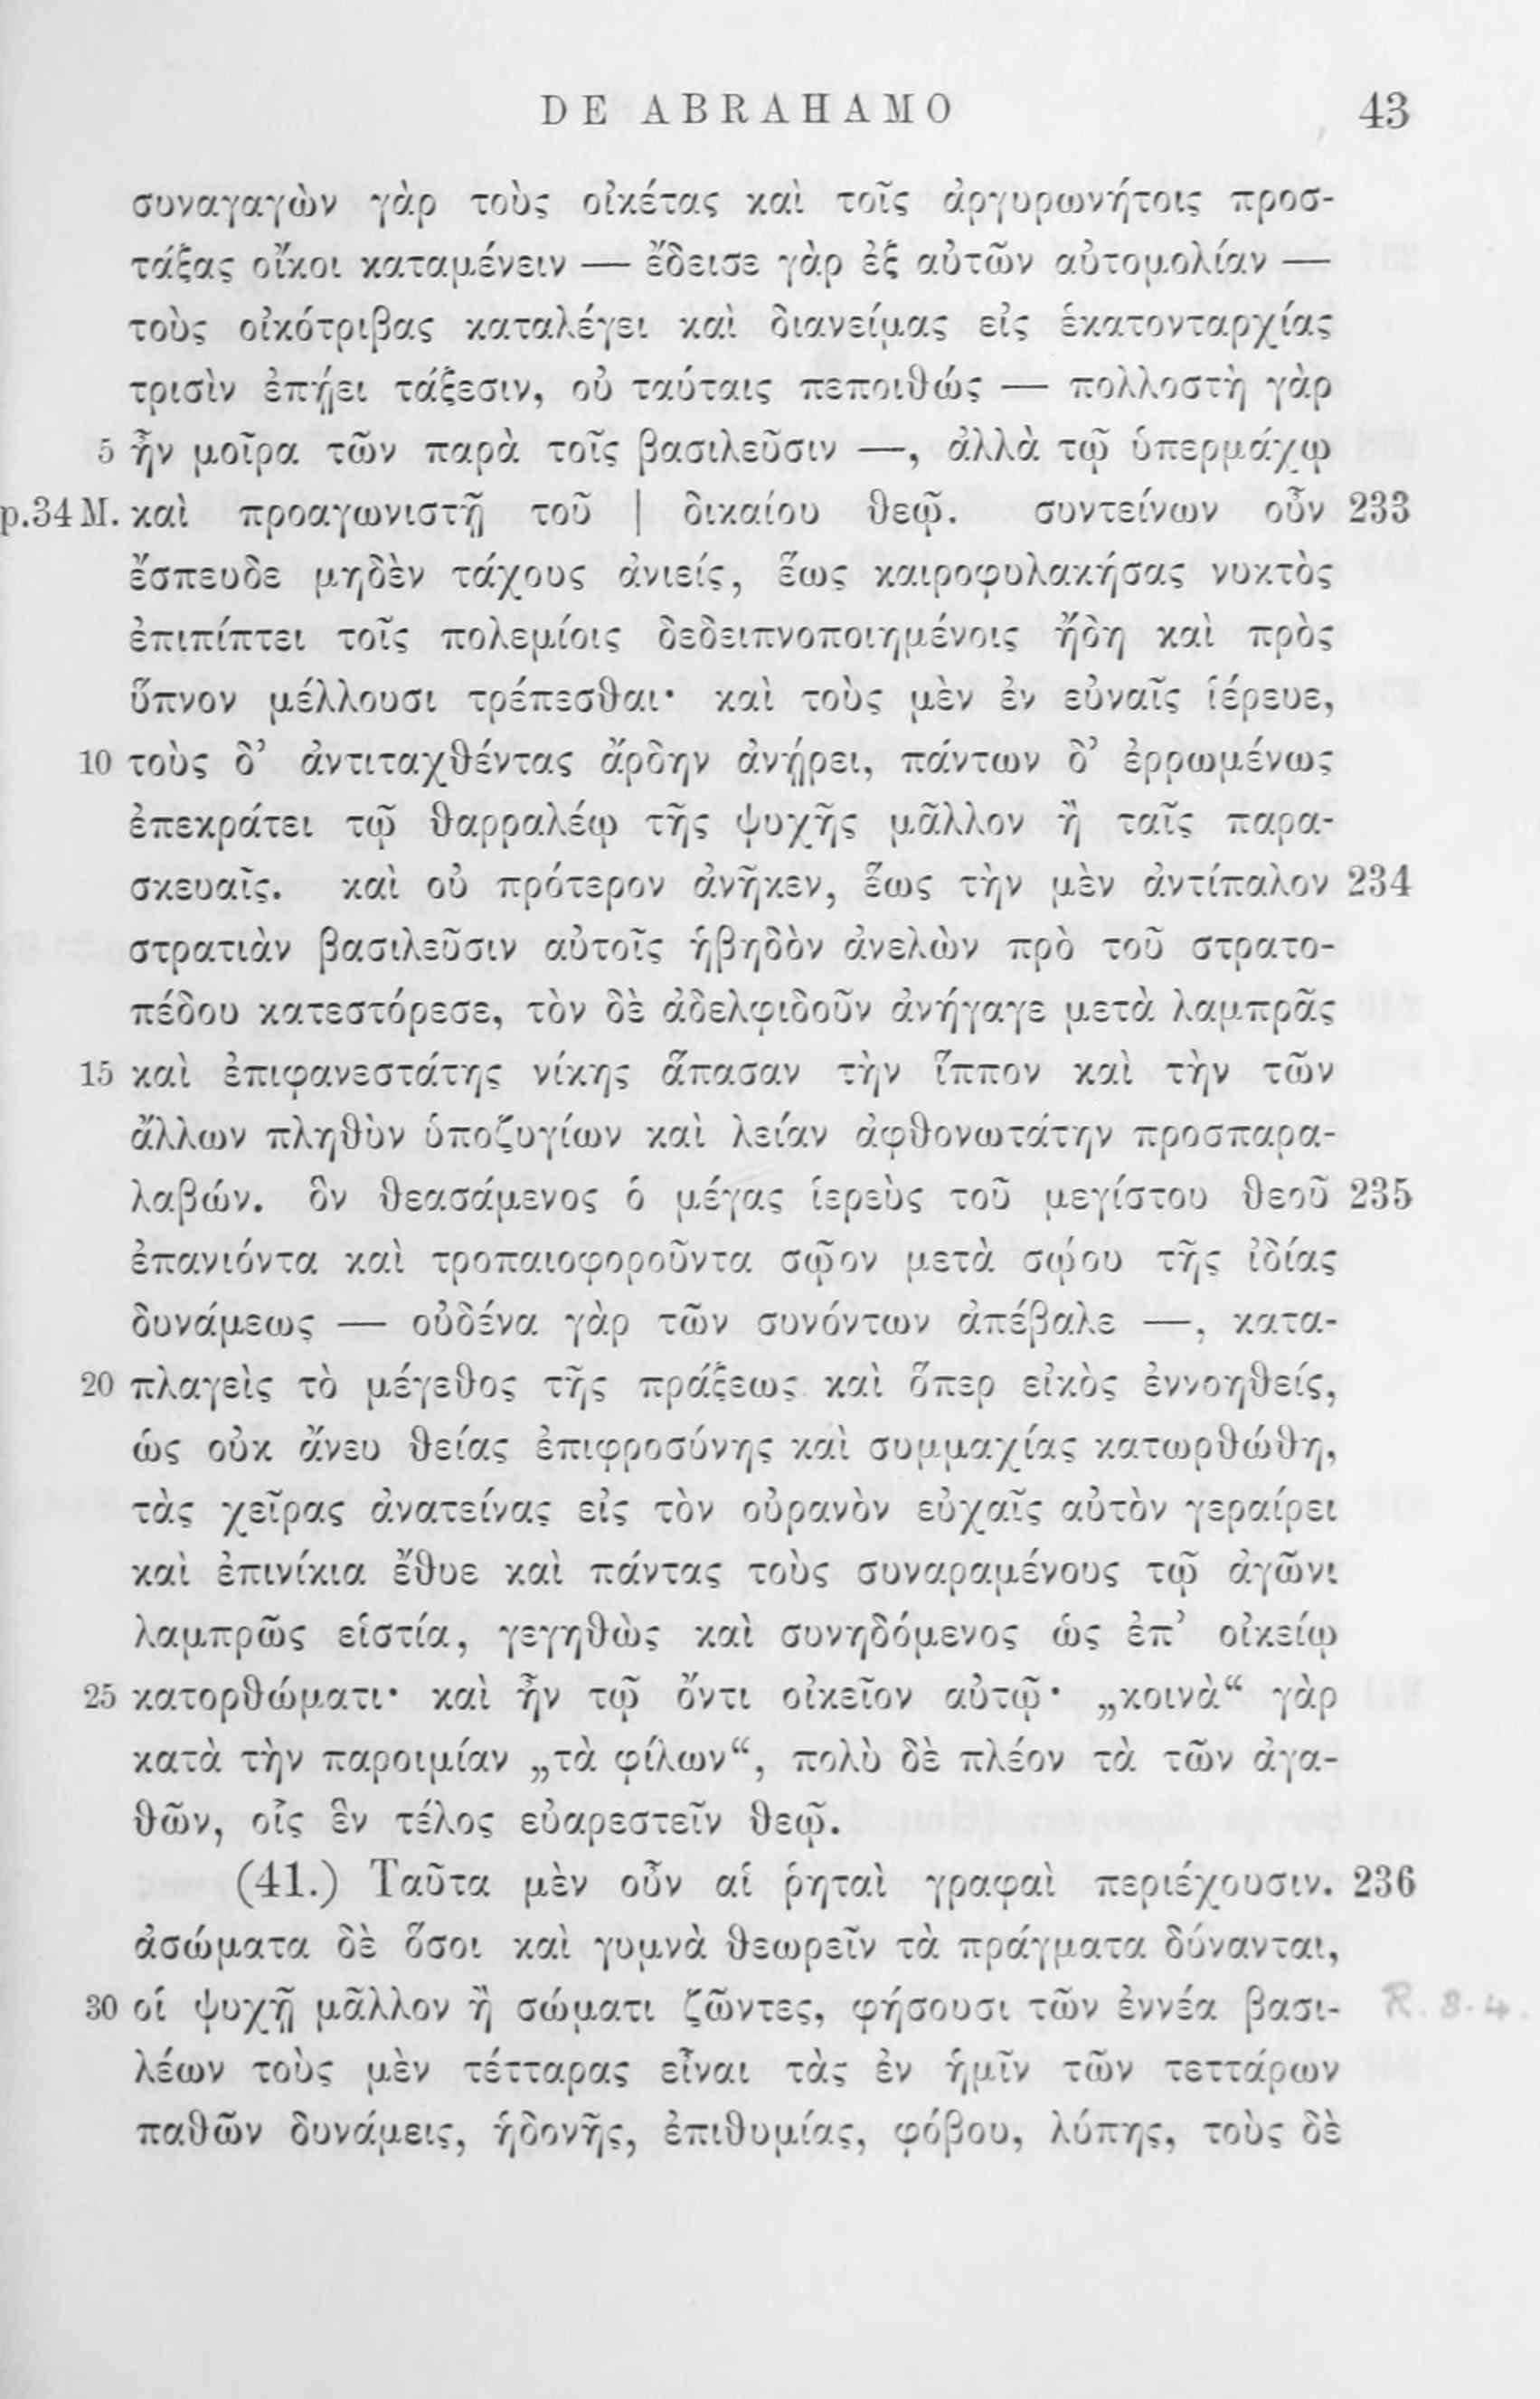 DE ABRAHAMO 43
συναγαγὼν γὰρ τοὺς οἰκέτας καὶ τοῖς ἀργυρωνήτοις προσ-
τάξας οἴκοι καταμένειν — ἔδεισε γὰρ ἐξ αὐτῶν αὐτομολίαν —
τοὺς οἰκότριβας καταλέγει καὶ διανείμας εἰς ἑκατονταρχίας
τρισὶν ἐπῄει τάξεσιν, οὐ ταύταις πεποιθώς — πολλοστὴ γὰρ
5 ἦν μοῖρα τῶν παρὰ τοῖς βασιλεῦσιν —, ἀλλὰ τῷ ὑπερμάχῳ
p.34 M. καὶ προαγωνιστῇ τοῦ | δικαίου θεῷ. συντείνων οὖν 233
ἔσπευδε μηδὲν τάχους ἀνιείς, ἕως καιροφυλακήσας νυκτὸς
ἐπιπίπτει τοῖς πολεμίοις δεδειπνοποιημένοις ἤδη καὶ πρὸς
ὕπνον μέλλουσι τρέπεσθαι· καὶ τοὺς μὲν ἐν εὐναῖς ἱέρευε,
10 τοὺς δ’ ἀντιταχθέντας ἄρδην ἀνῄρει, πάντων δ’ ἐρρωμένως
ἐπεκράτει τῷ θαρραλέῳ τῆς ψυχῆς μᾶλλον ἢ ταῖς παρα-
σκευαῖς. καὶ οὐ πρότερον ἀνῆκεν, ἕως τὴν μὲν ἀντίπαλον 234
στρατιὰν βασιλεῦσιν αὐτοῖς ἡβηδὸν ἀνελὼν πρὸ τοῦ στρατο-
πέδου κατεστόρεσε, τὸν δὲ ἀδελφιδοῦν ἀνήγαγε μετὰ λαμπρᾶς
15 καὶ ἐπιφανεστάτης νίκης ἅπασαν τὴν ἵππον καὶ τὴν τῶν
ἄλλων πληθὺν ὑποζυγίων καὶ λείαν ἀφθονωτάτην προσπαρα-
λαβών. ὃν θεασάμενος ὁ μέγας ἱερεὺς τοῦ μεγίστου θεοῦ 235
ἐπανιόντα καὶ τροπαιοφοροῦντα σῷον μετὰ σῴου τῆς ἰδίας
δυνάμεως — οὐδένα γὰρ τῶν συνόντων ἀπέβαλε —, κατα-
20 πλαγεὶς τὸ μέγεθος τῆς πράξεως καὶ ὅπερ εἰκὸς ἐννοηθείς,
ὡς οὐκ ἄνευ θείας ἐπιφροσύνης καὶ συμμαχίας κατωρθώθη,
τὰς χεῖρας ἀνατείνας εἰς τὸν οὐρανὸν εὐχαῖς αὐτὸν γεραίρει
καὶ ἐπινίκια ἔθυε καὶ πάντας τοὺς συναραμένους τῷ ἀγῶνι
λαμπρῶς εἱστία, γεγηθὼς καὶ συνηδόμενος ὡς ἐπ’ οἰκείῳ
25 κατορθώματι· καὶ ἦν τῷ ὄντι οἰκεῖον αὐτῷ· „κοινὰ“ γὰρ
κατὰ τὴν παροιμίαν „τὰ φίλων“, πολὺ δὲ πλέον τὰ τῶν ἀγα-
θῶν, οἷς ἓν τέλος εὐαρεστεῖν θεῷ.
(41.) Ταῦτα μὲν οὖν αἱ ῥηταὶ γραφαὶ περιέχουσιν. 236
ἀσώματα δὲ ὅσοι καὶ γυμνὰ θεωρεῖν τὰ πράγματα δύνανται,
30 οἱ ψυχῇ μᾶλλον ἢ σώματι ζῶντες, φήσουσι τῶν ἐννέα βασι- R. 8.4.
λέων τοὺς μὲν τέτταρας εἶναι τὰς ἐν ἡμῖν τῶν τεττάρων
παθῶν δυνάμεις, ἡδονῆς, ἐπιθυμίας, φόβου, λύπης, τοὺς δὲ